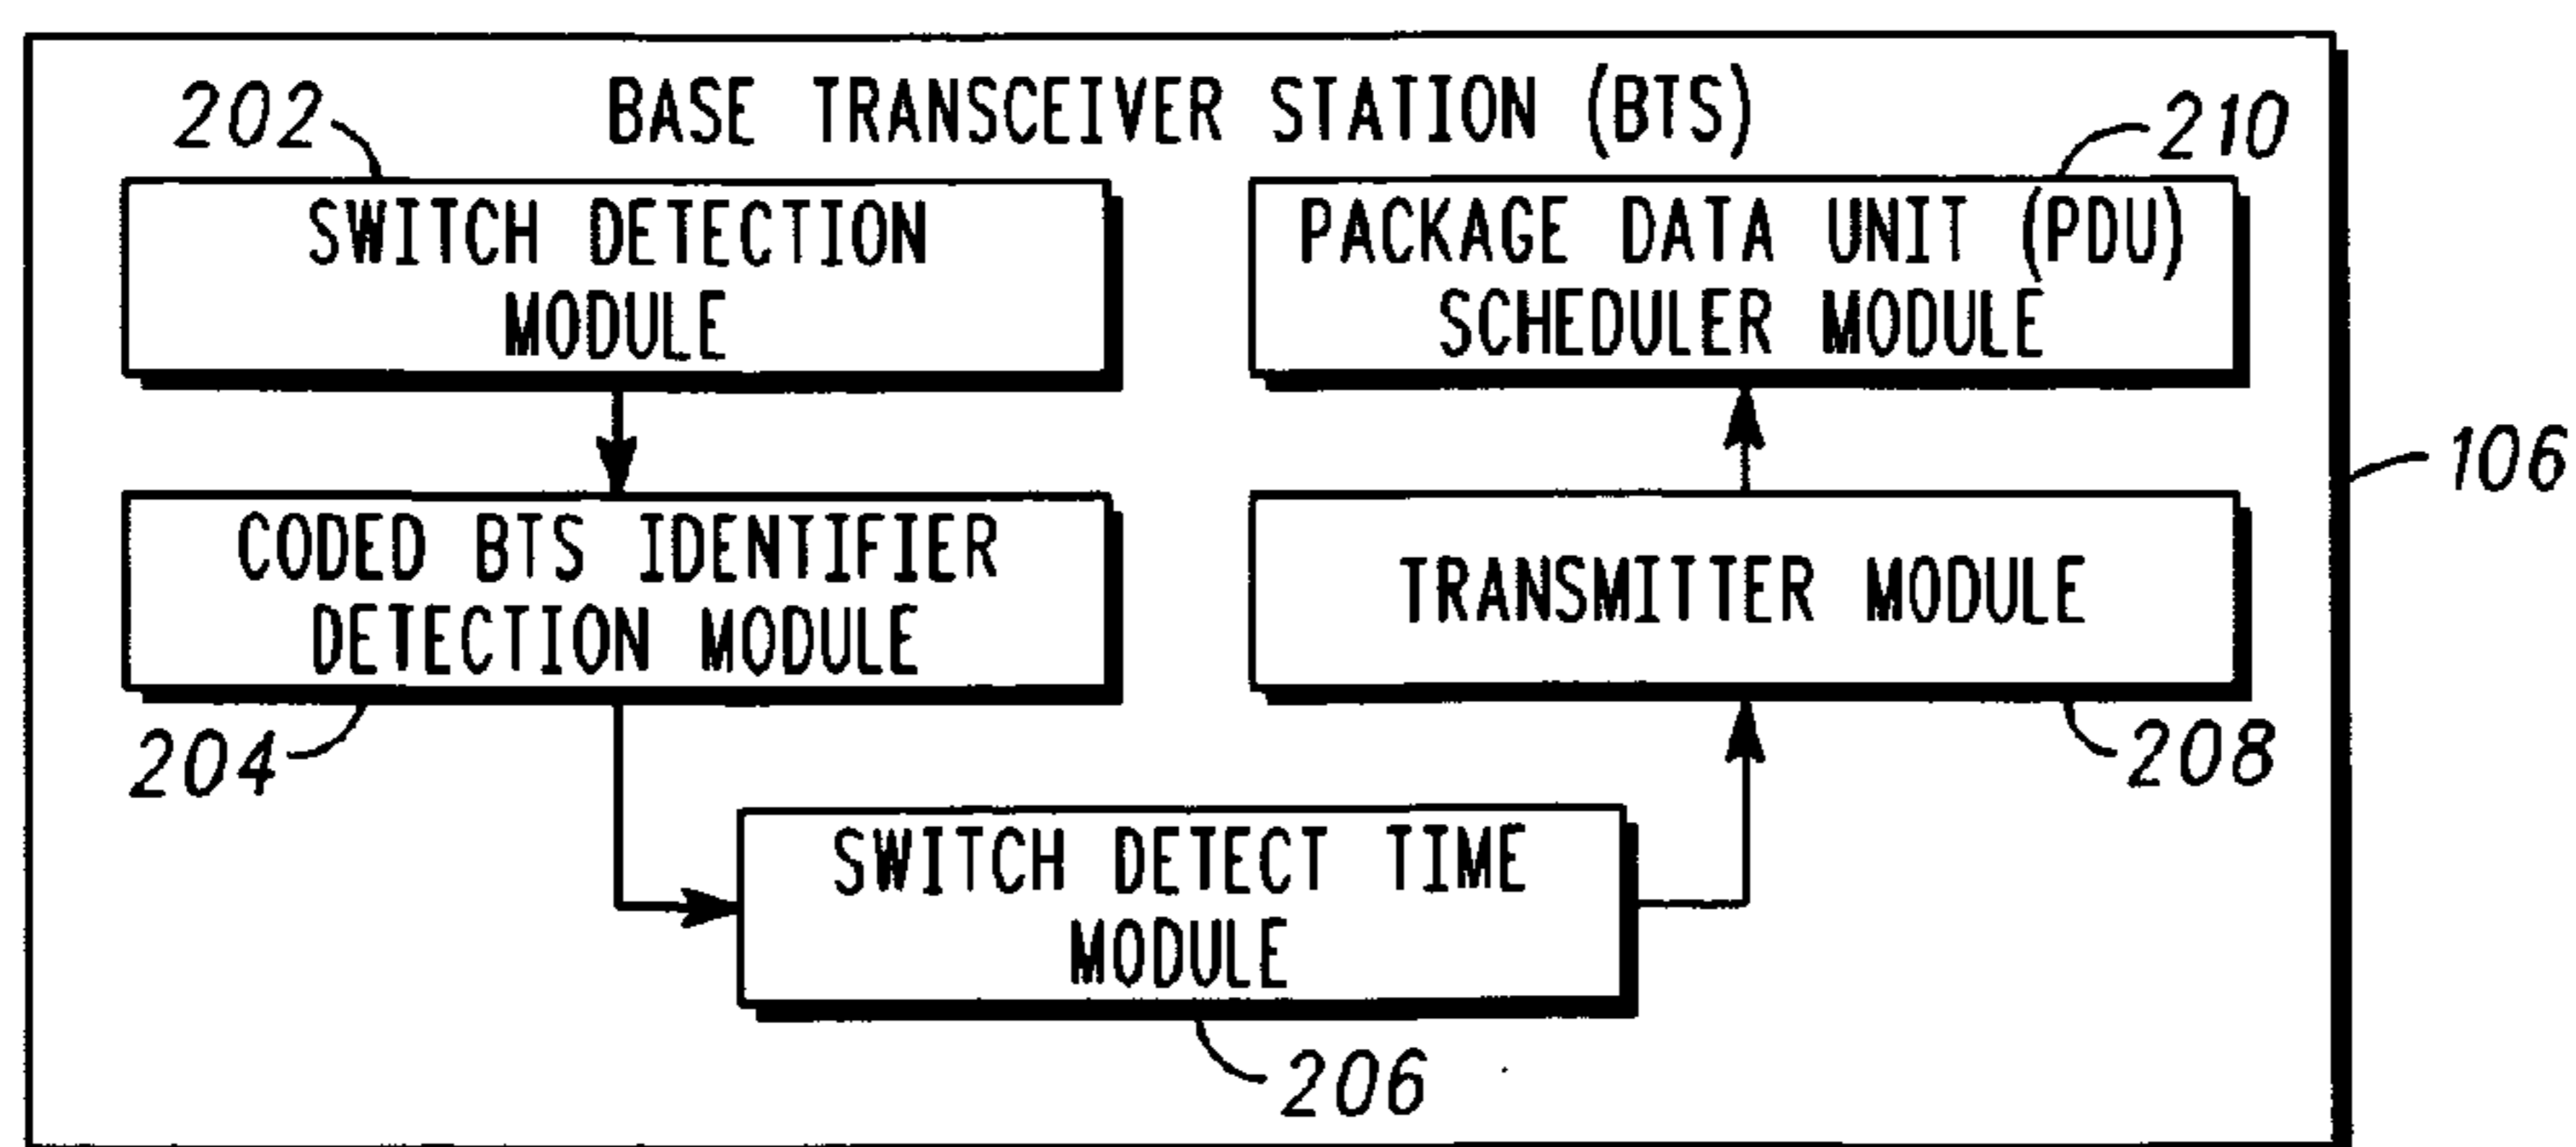 BASE TRANSCEIVER STATION (BTS)
202
SWITCH DETECTION
MODULE
210
PACKAGE DATA UNIT (PDU)
SCHEDULER MODULE
106
CODED BTS IDENTIFIER
DETECTION MODULE
204
TRANSMITTER MODULE
208
SWITCH DETECT TIME
MODULE
206